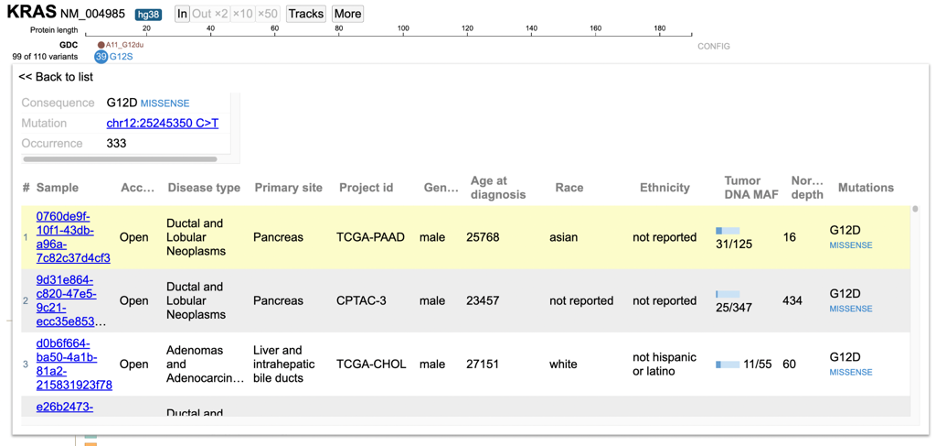 KRAS NM_004985 hg38 In Out ×2 ×10 ×50 Tracks More
Protein length 20 40 60 80 100 120 140 160 180
GDC A11_G12du
99 of 110 variants 39 G12S CONFIG
<< Back to list
Consequence G12D MISSENSE
Mutation chr12:25245350 C>T
Occurrence 333
# Sample Acc... Disease type Primary site Project id Gen... Age at diagnosis Race Ethnicity Tumor DNA MAF Nor... depth Mutations
1 0760de9f-
10f1-43db-
a96a-
7c82c37d4cf3
Open
Ductal and
Lobular
Neoplasms
Pancreas TCGA-PAAD male 25768 asian not reported 31/125 16 G12D
MISSENSE
2 9d31e864-
c820-47e5-
9c21-
ecc35e853...
Open
Ductal and
Lobular
Neoplasms
Pancreas CPTAC-3 male 23457 not reported not reported 25/347 434 G12D
MISSENSE
3 d0b6f664-
ba50-4a1b-
81a2-
215831923f78
Open
Adenomas
and
Adenocarcin...
Liver and
intrahepatic
bile ducts
TCGA-CHOL male 27151 white
not hispanic
or latino
11/55 60 G12D
MISSENSE
e26b2473-
Ductal and